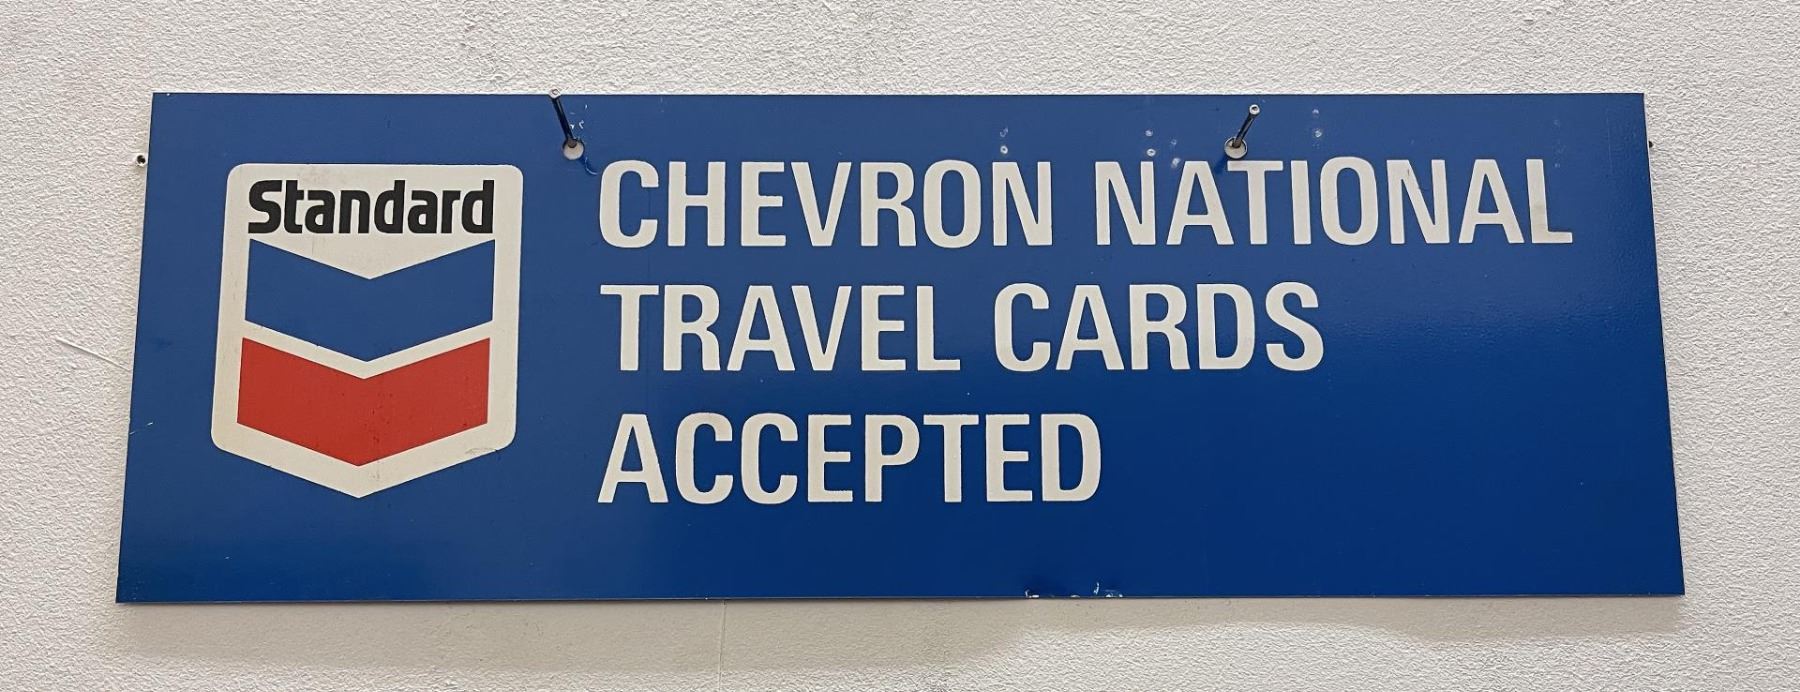 Standard
CHEVRON NATIONAL
TRAVEL CARDS
ACCEPTED